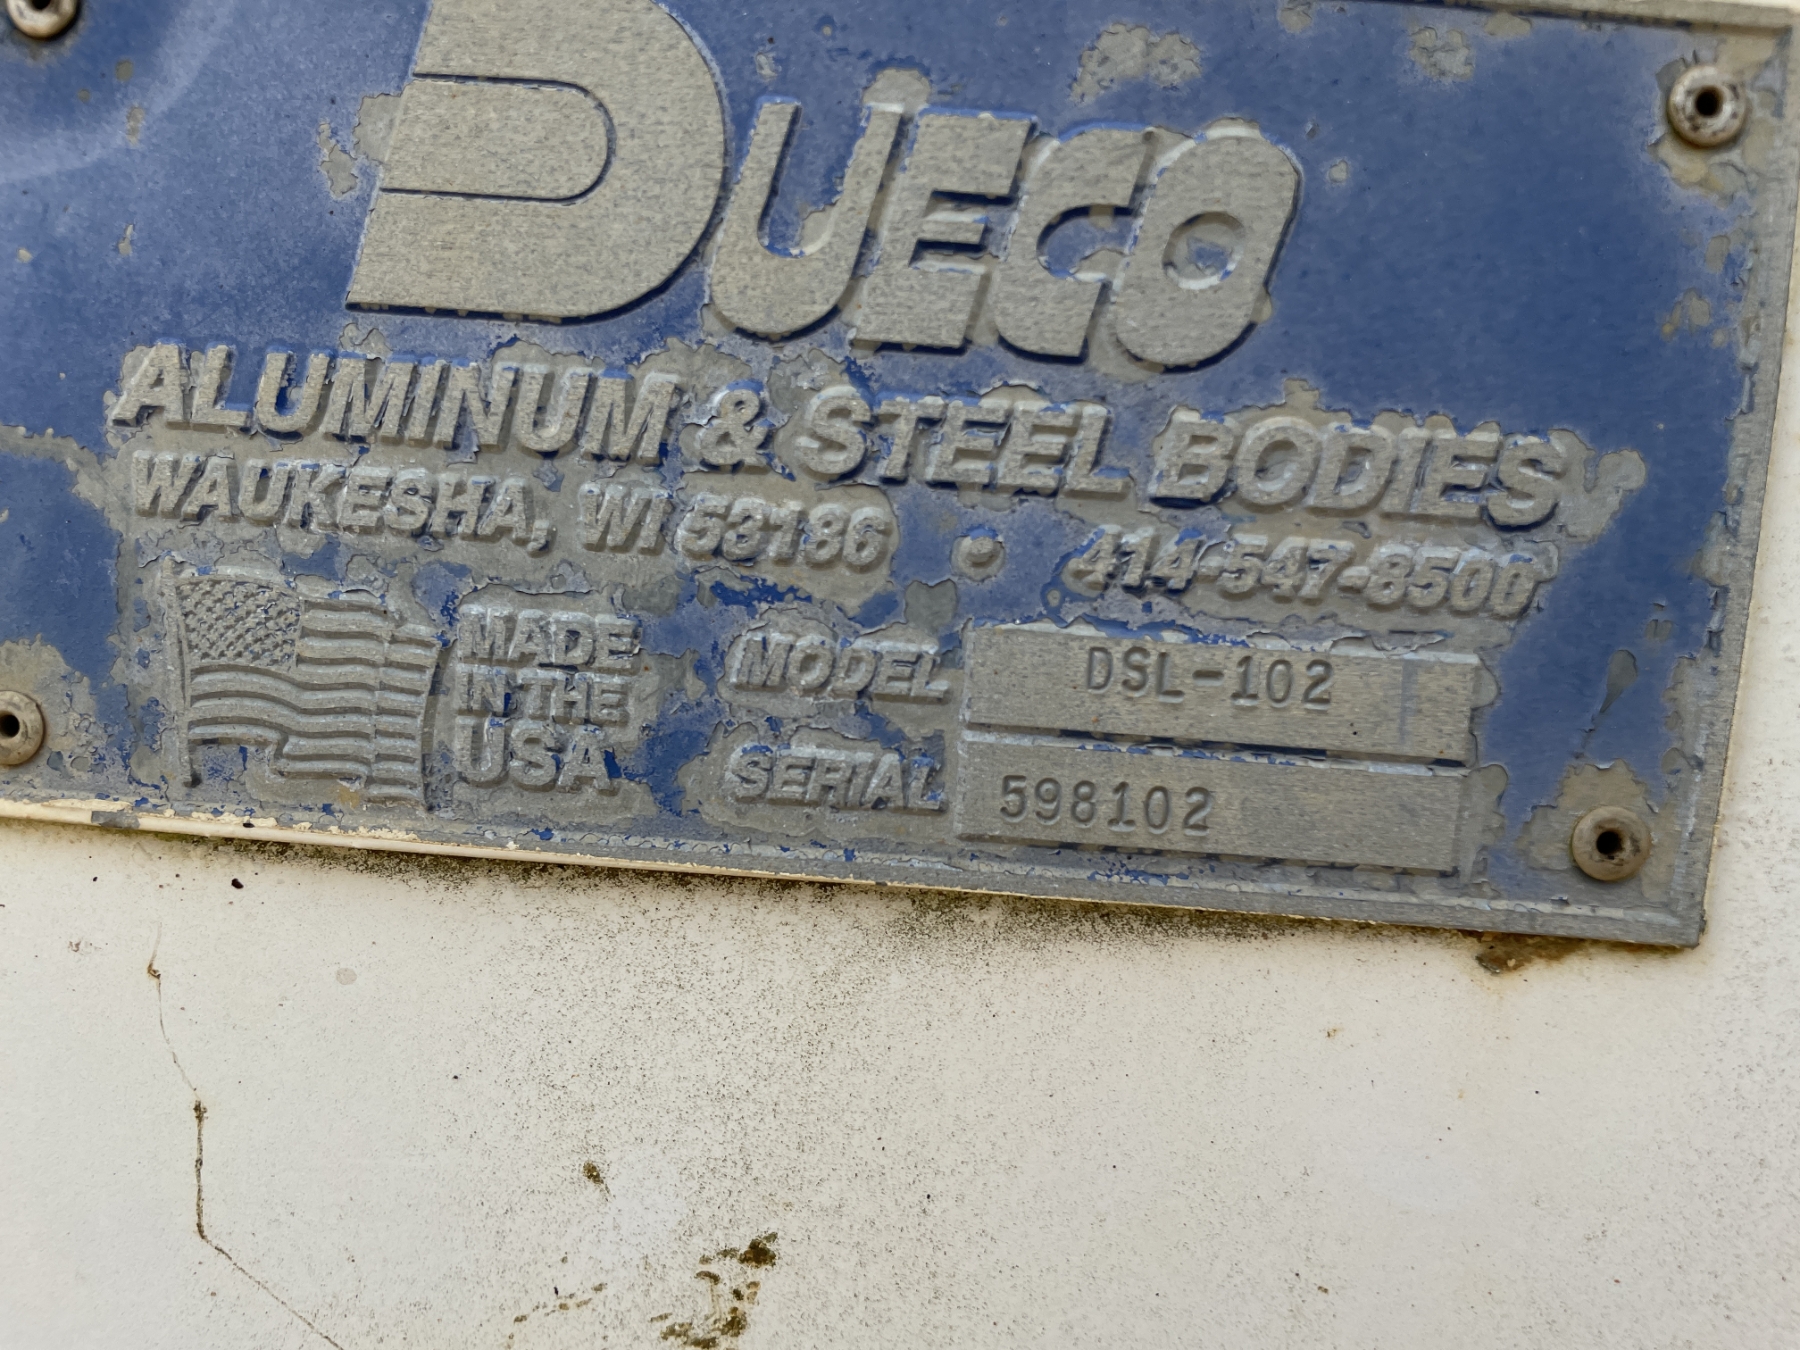 DUECO
ALUMINUM & STEEL BODIES
WAUKESHA, WI 53186 • 414-547-8500
MADE
IN THE
USA
MODEL DSL-102
SERIAL 598102